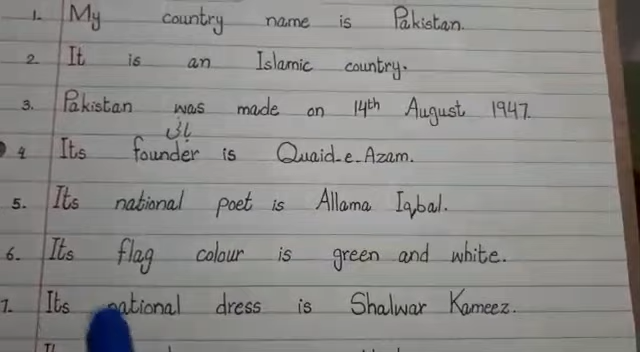 1. My country name is Pakistan.
2. It is an Islamic country.
3. Pakistan was made on 14th August 1947.
بانی
4 Its founder is Quaid-e-Azam.
5. Its national poet is Allama Iqbal.
6. Its flag colour is green and white.
7. Its national dress is Shalwar Kameez.